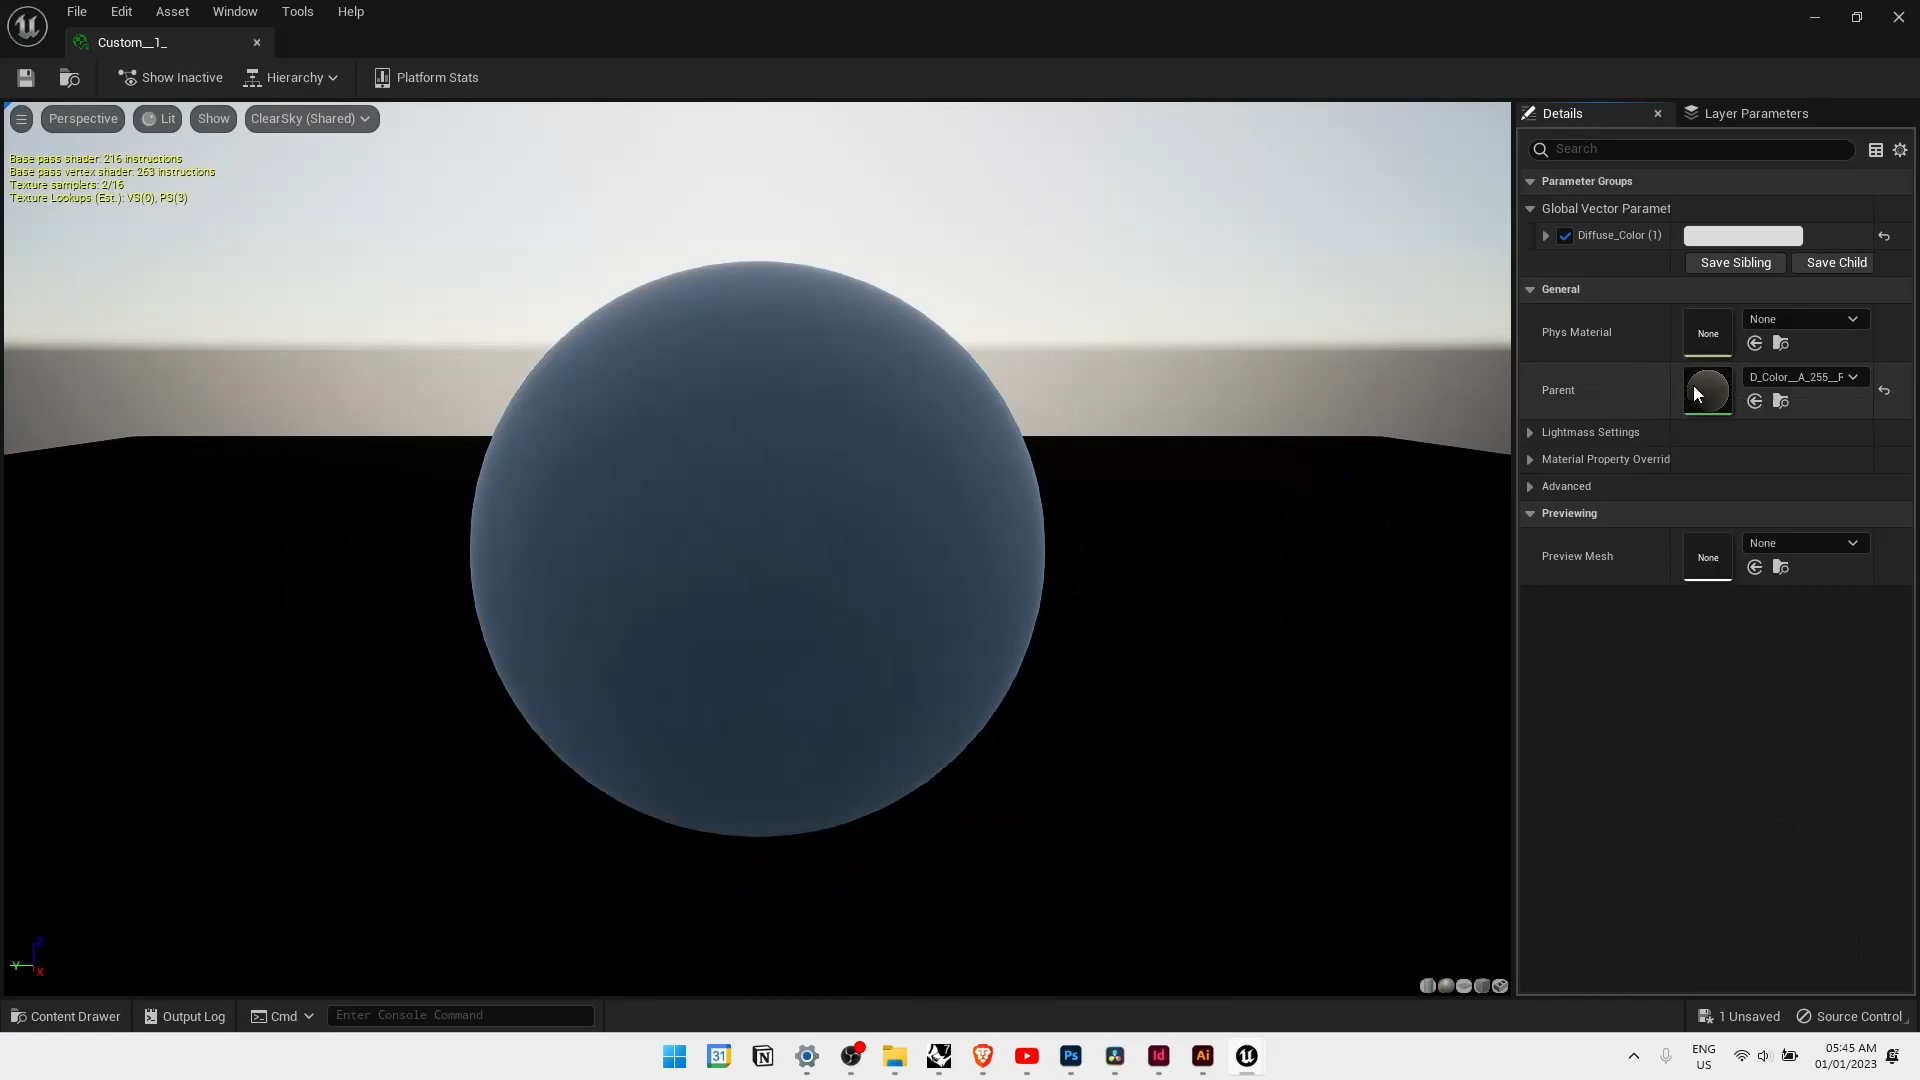 File Edit Asset Window Tools Help
Custom__1_
Show Inactive Hierarchy Platform Stats
Perspective Lit Show ClearSky (Shared)
Base pass shader: 216 instructions
Base pass vertex shader: 263 instructions
Texture samplers: 2/16
Texture Lookups (Est.): VS(0), PS(3)
Details Layer Parameters
Search
Parameter Groups
Global Vector Paramet
Diffuse_Color (1)
Save Sibling Save Child
General
Phys Material None None
Parent D_Color__A_255__F
Lightmass Settings
Material Property Overrid
Advanced
Previewing
Preview Mesh None None
Z
Y
X
Content Drawer Output Log Cmd Enter Console Command 1 Unsaved Source Control
31 Ps Id Ai
ENG
US
05:45 AM
01/01/2023